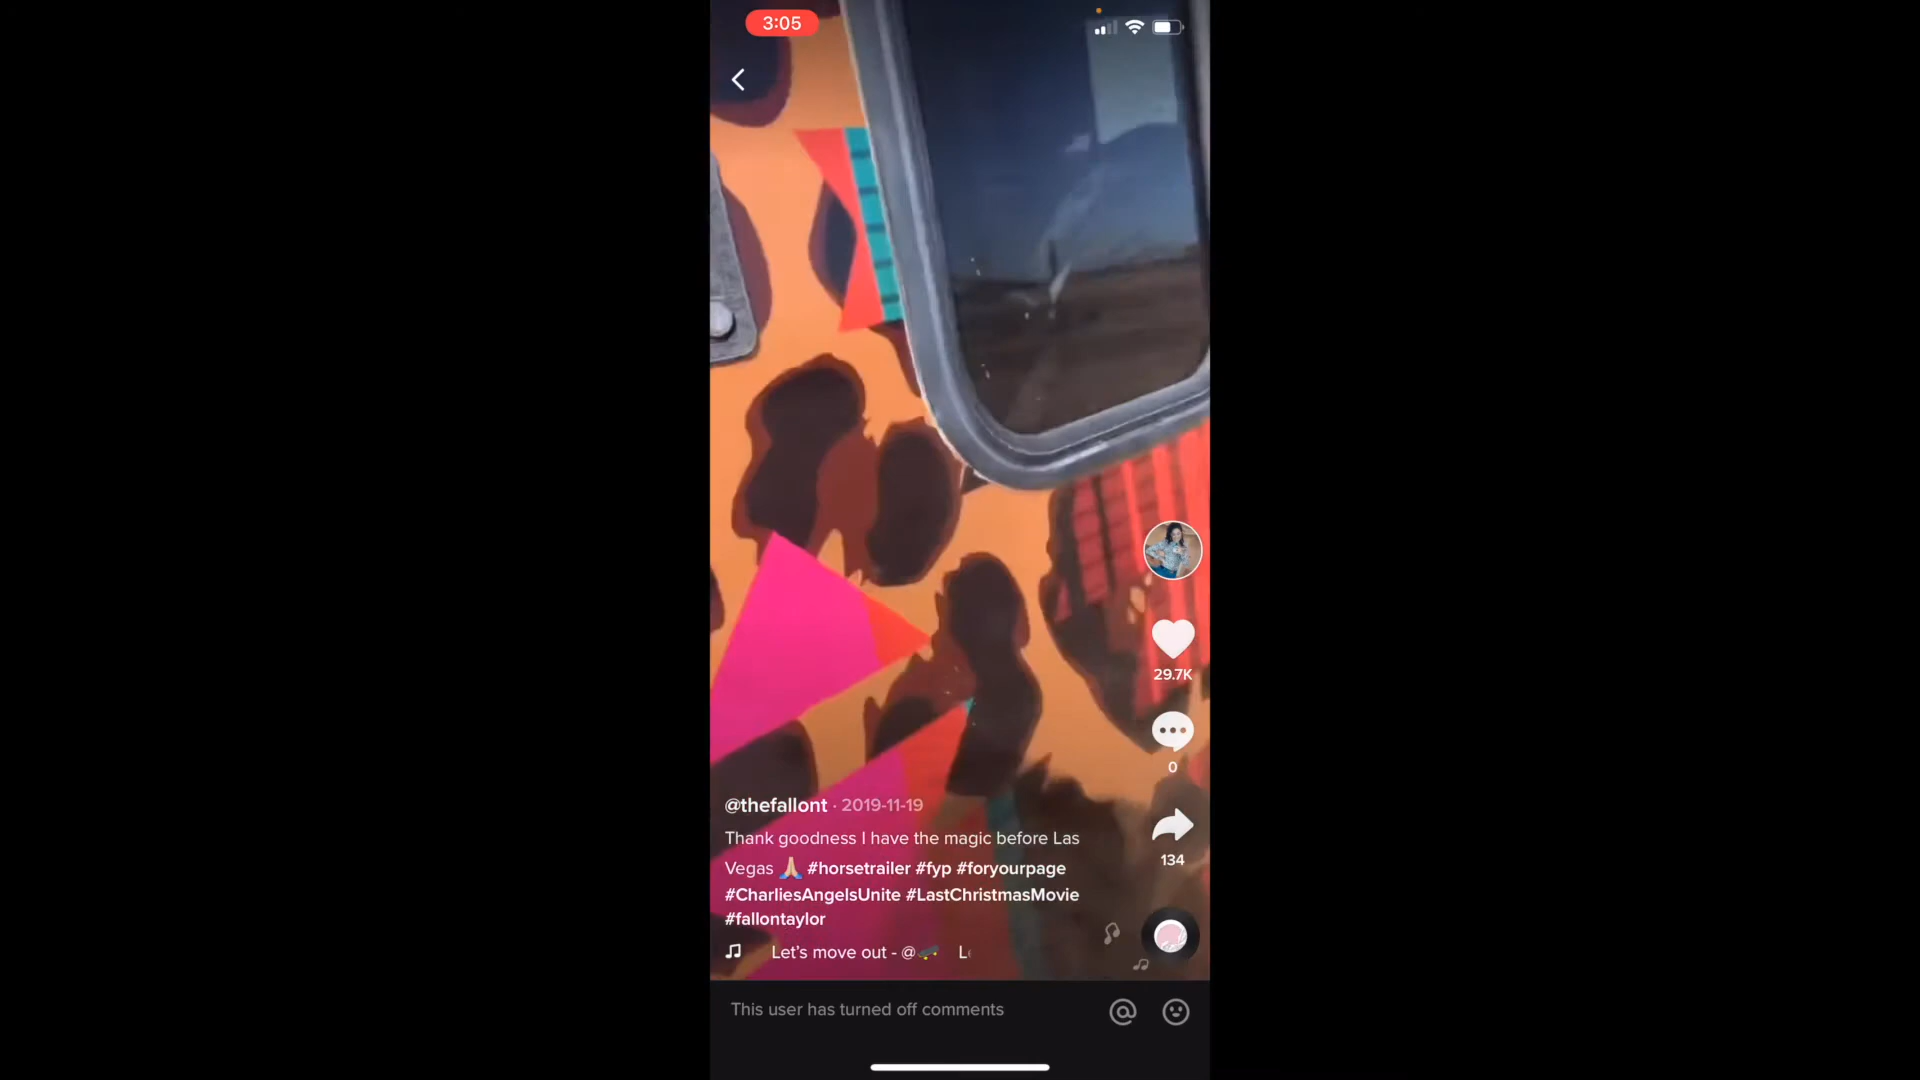 3:05
29.7K
0
134
@thefallont · 2019-11-19
Thank goodness I have the magic before Las
Vegas 🙏🏼 #horsetrailer #fyp #foryourpage
#CharliesAngelsUnite #LastChristmasMovie
#fallontaylor
Let's move out - @🛹 L
This user has turned off comments